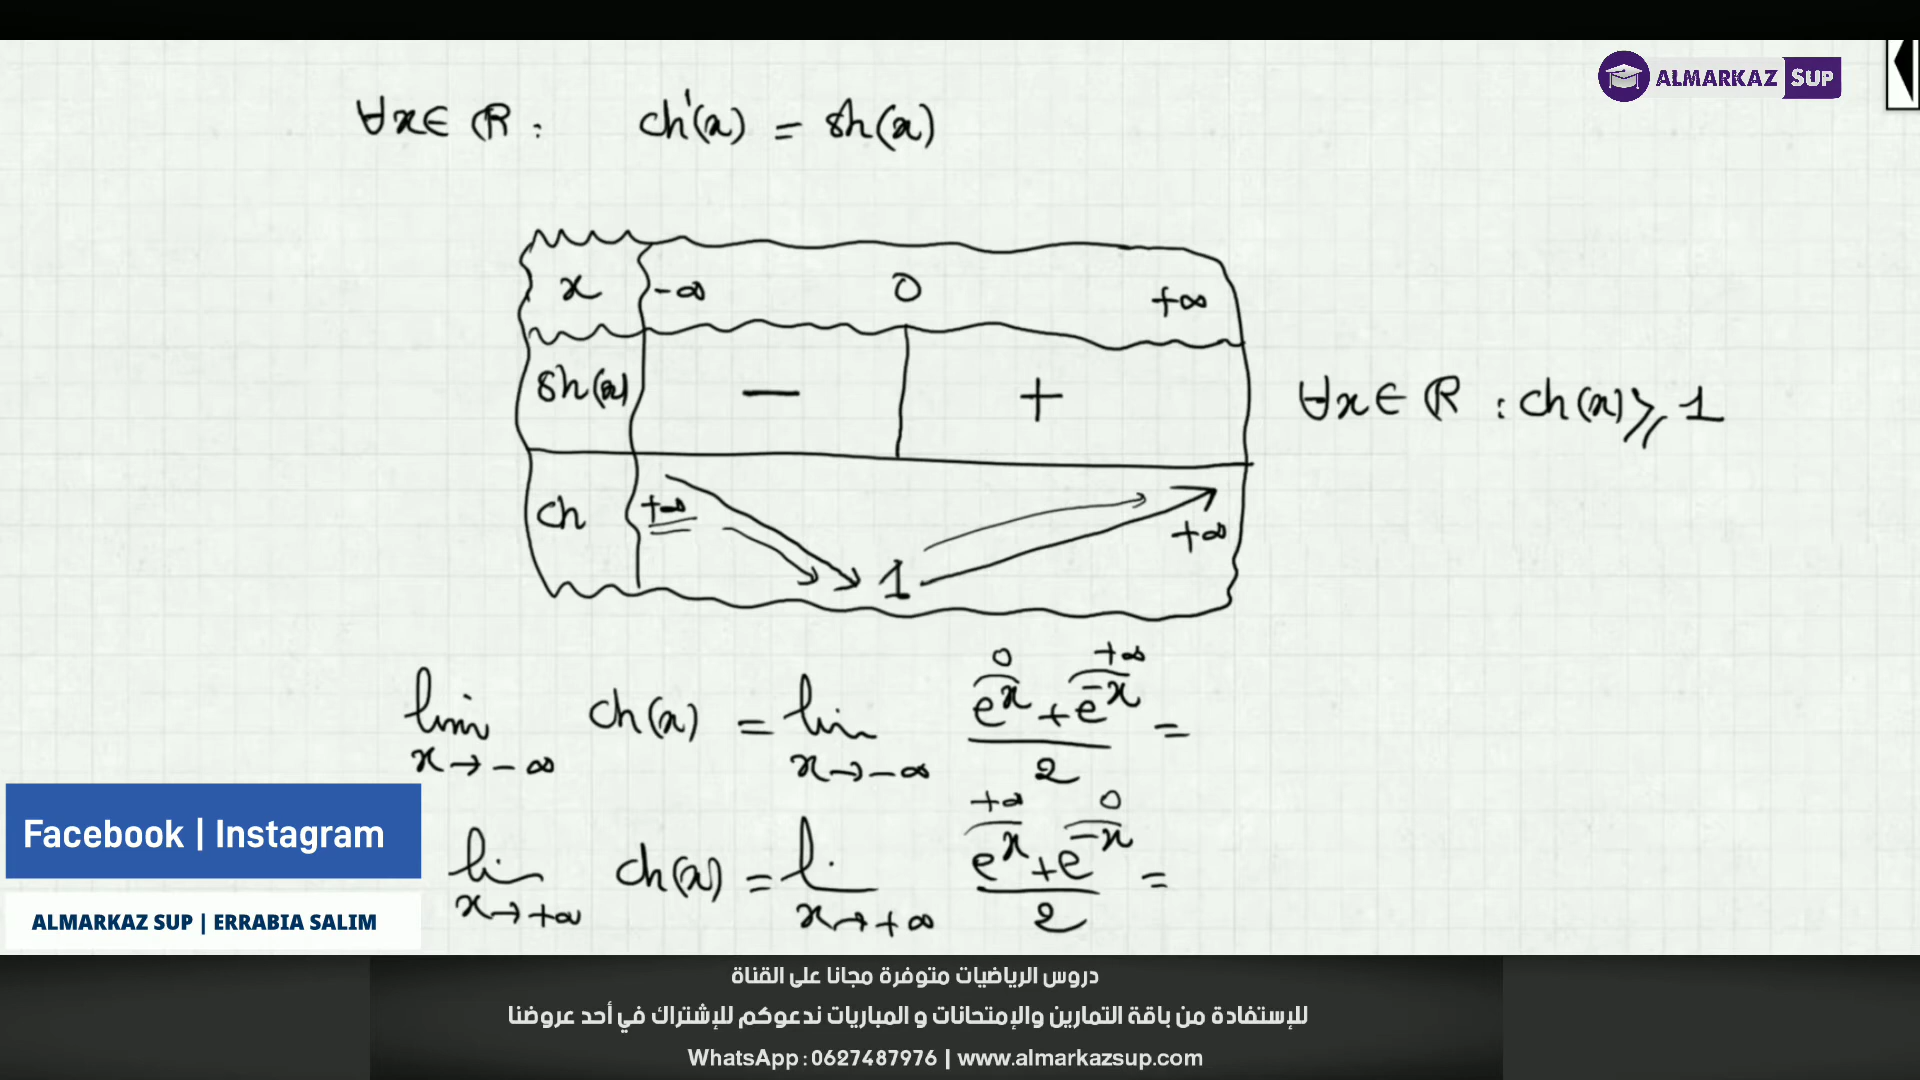 ALMARKAZ SUP
∀x∈ℝ : ch'(x) = sh(x)
x -∞ 0 +∞
sh(x) − +
∀x∈ℝ : ch(x) ⩾ 1
ch +∞ 1 +∞
0 +∞
lim ch(x) = lim e^x + e^-x =
x→-∞ x→-∞ 2
+∞ 0
lim ch(x) = l. e^x + e^-x =
x→+∞ x→+∞ 2
Facebook | Instagram
ALMARKAZ SUP | ERRABIA SALIM
دروس الرياضيات متوفرة مجانا على القناة
للإستفادة من باقة التمارين والإمتحانات و المباريات ندعوكم للإشتراك في أحد عروضنا
WhatsApp : 0627487976 | www.almarkazsup.com